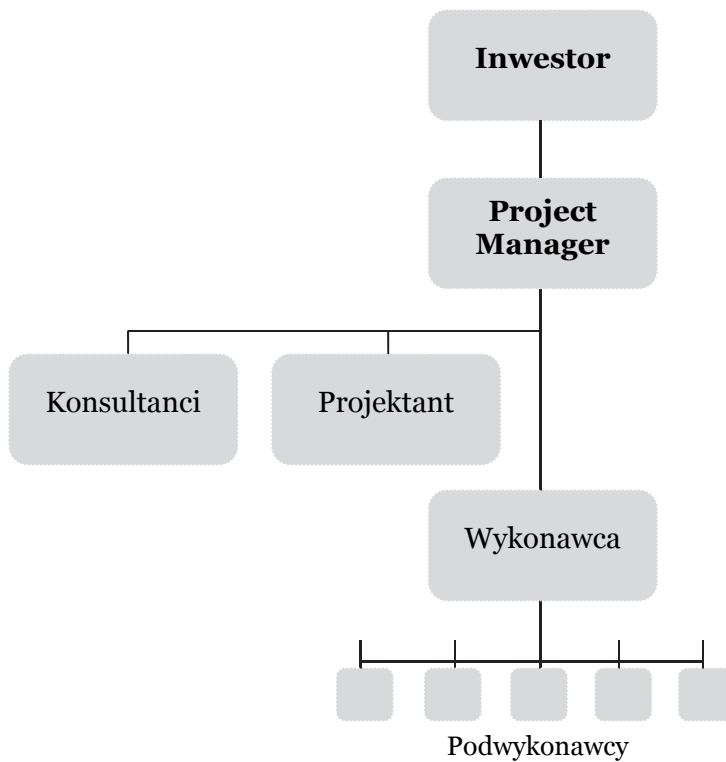 Inwestor
Project
Manager
Konsultanci
Projektant
Wykonawca
Podwykonawcy